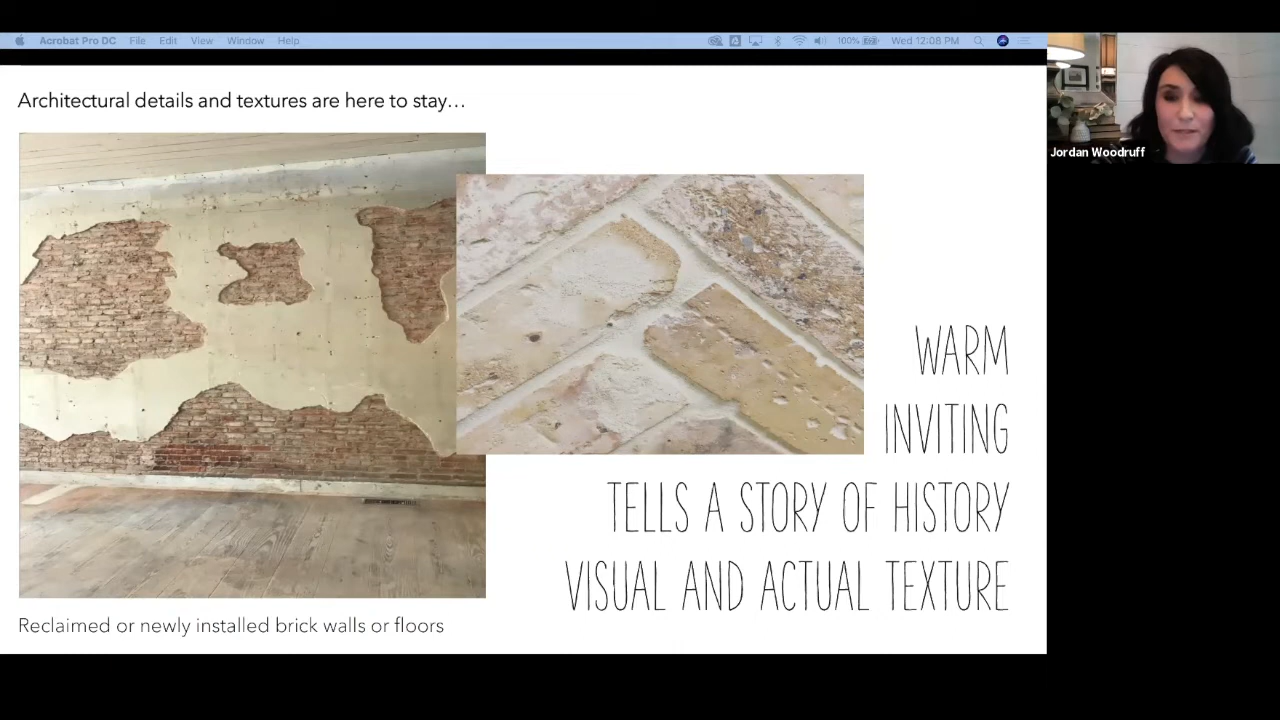 Acrobat Pro DC File Edit View Window Help 100% Wed 12:08 PM
Architectural details and textures are here to stay...
Jordan Woodruff
WARM
INVITING
TELLS A STORY OF HISTORY
VISUAL AND ACTUAL TEXTURE
Reclaimed or newly installed brick walls or floors